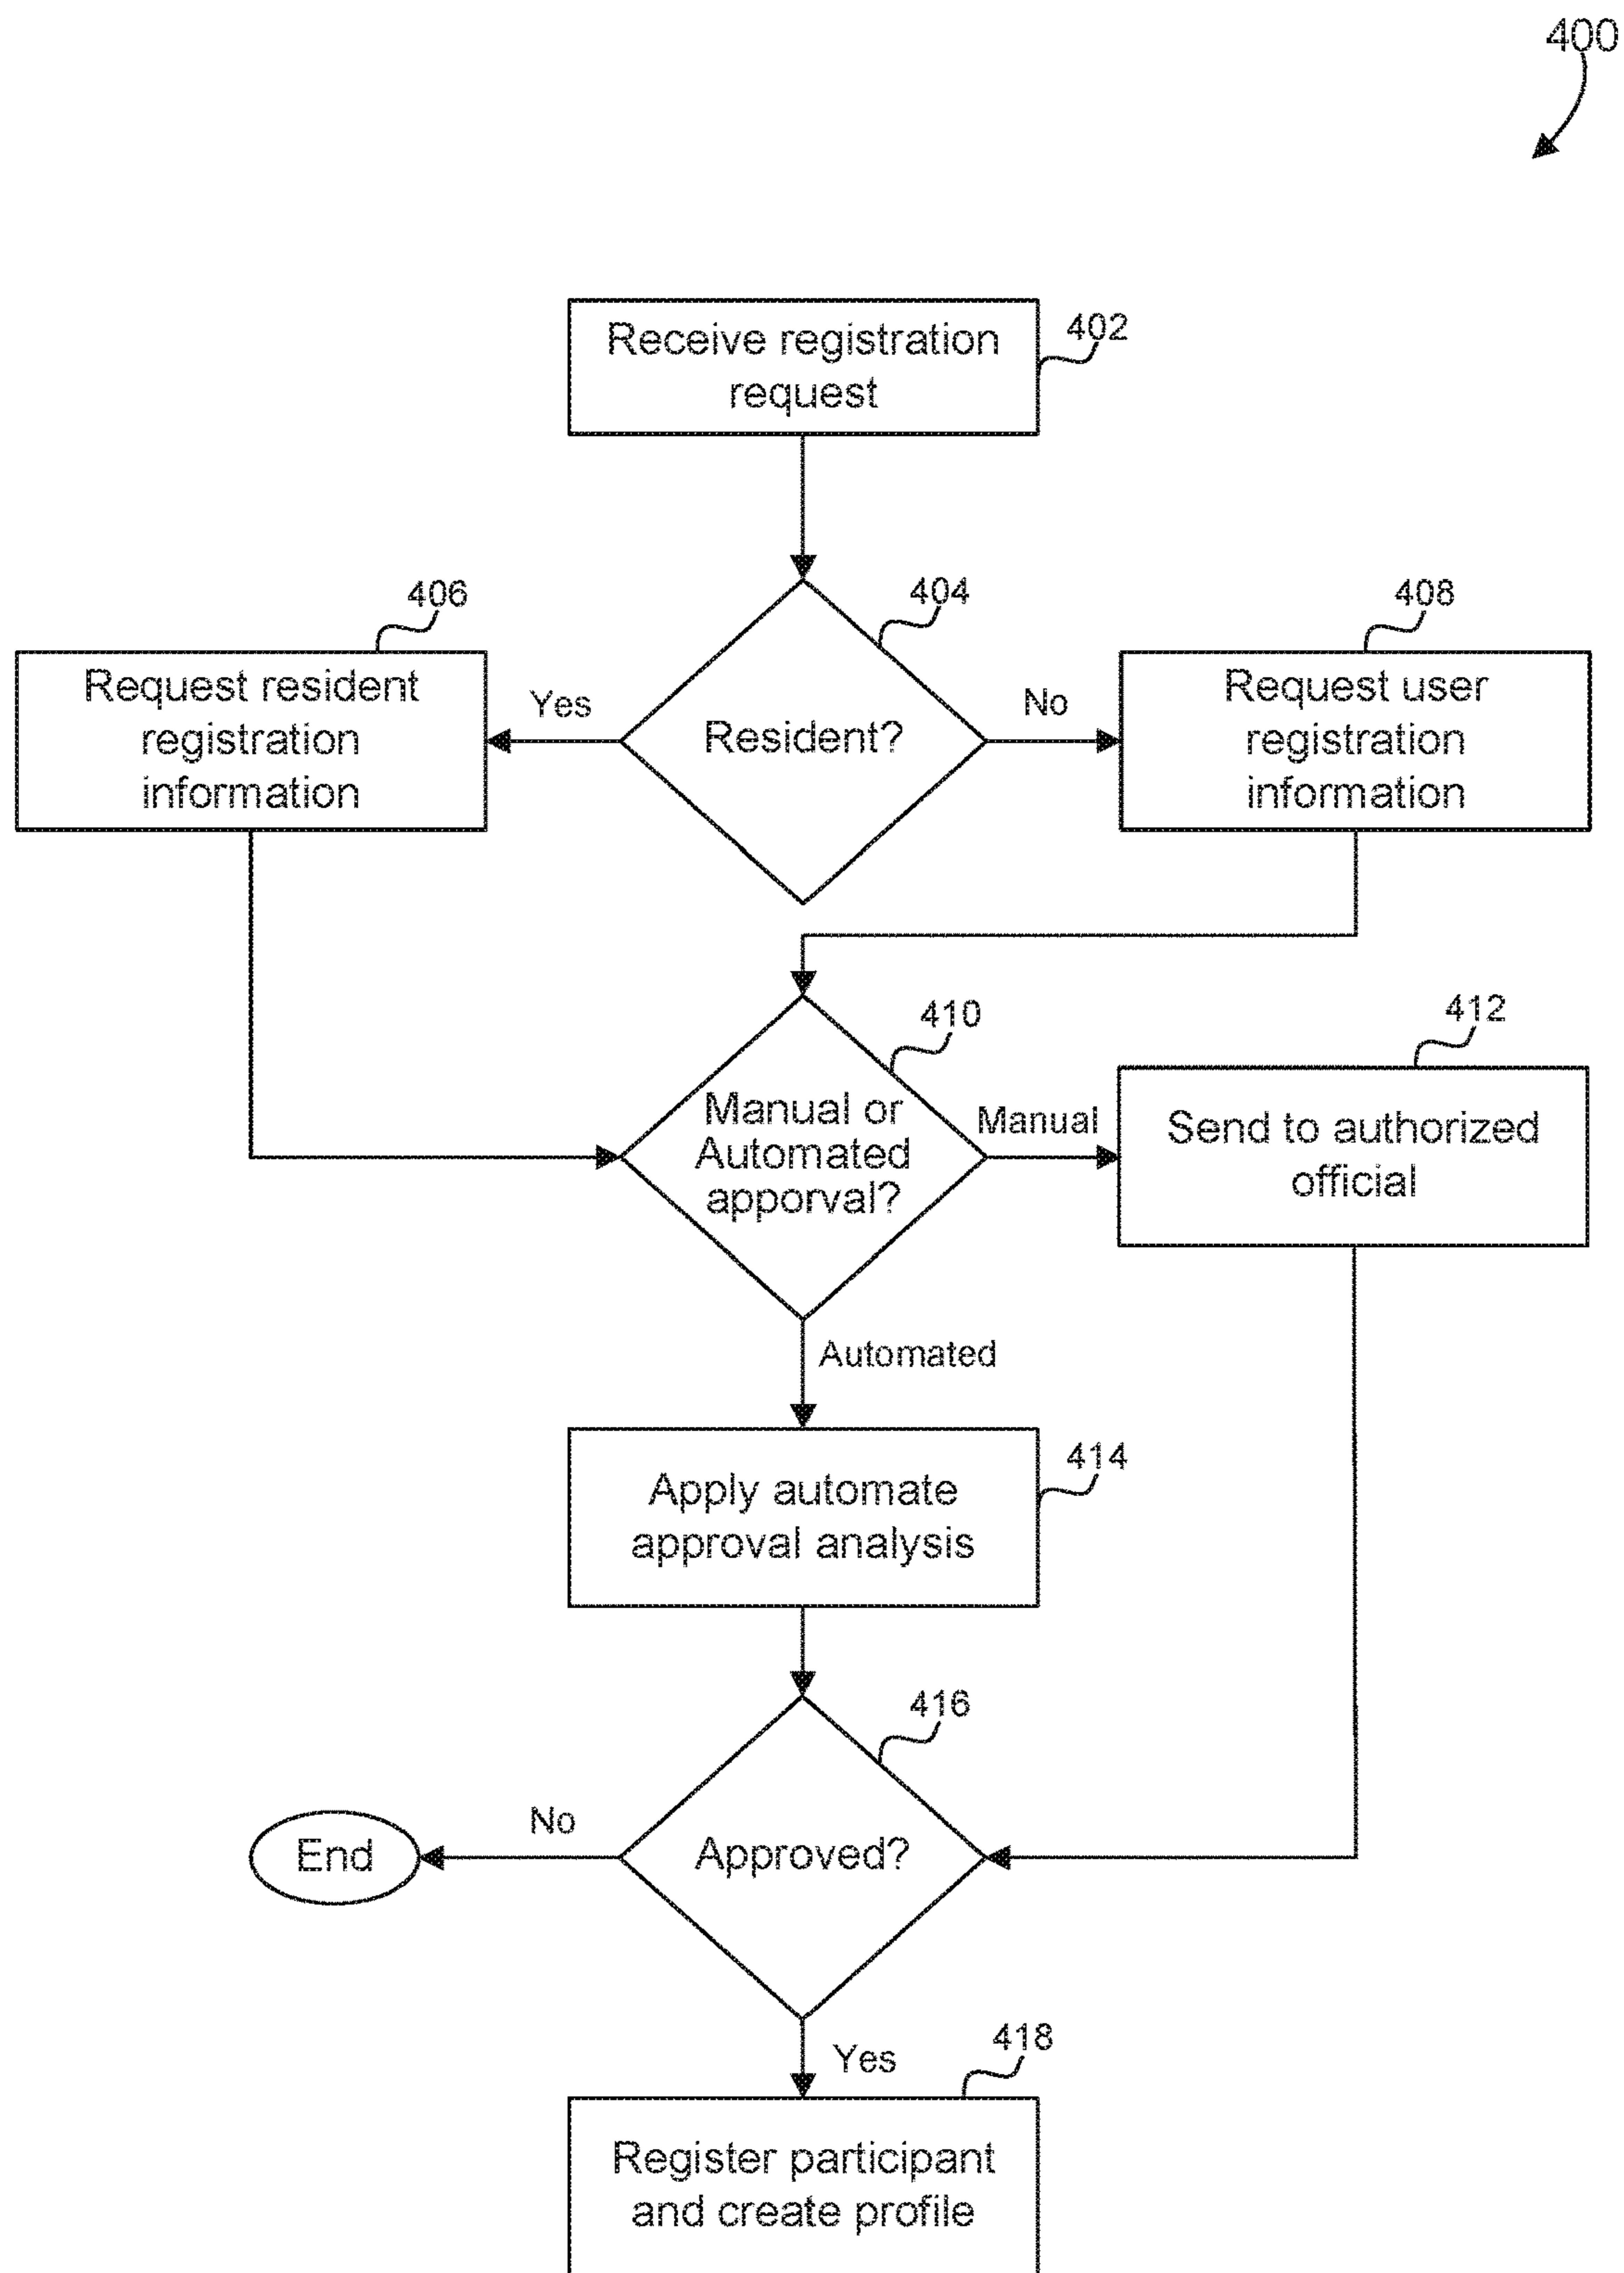 400
Receive registration
request
402
404
406
408
Request resident
registration
information
Yes
Resident?
No
Request user
registration
information
410
412
Manual or
Automated
apporval?
Manual
Send to authorized
official
Automated
414
Apply automate
approval analysis
416
No
End
Approved?
Yes
418
Register participant
and create profile